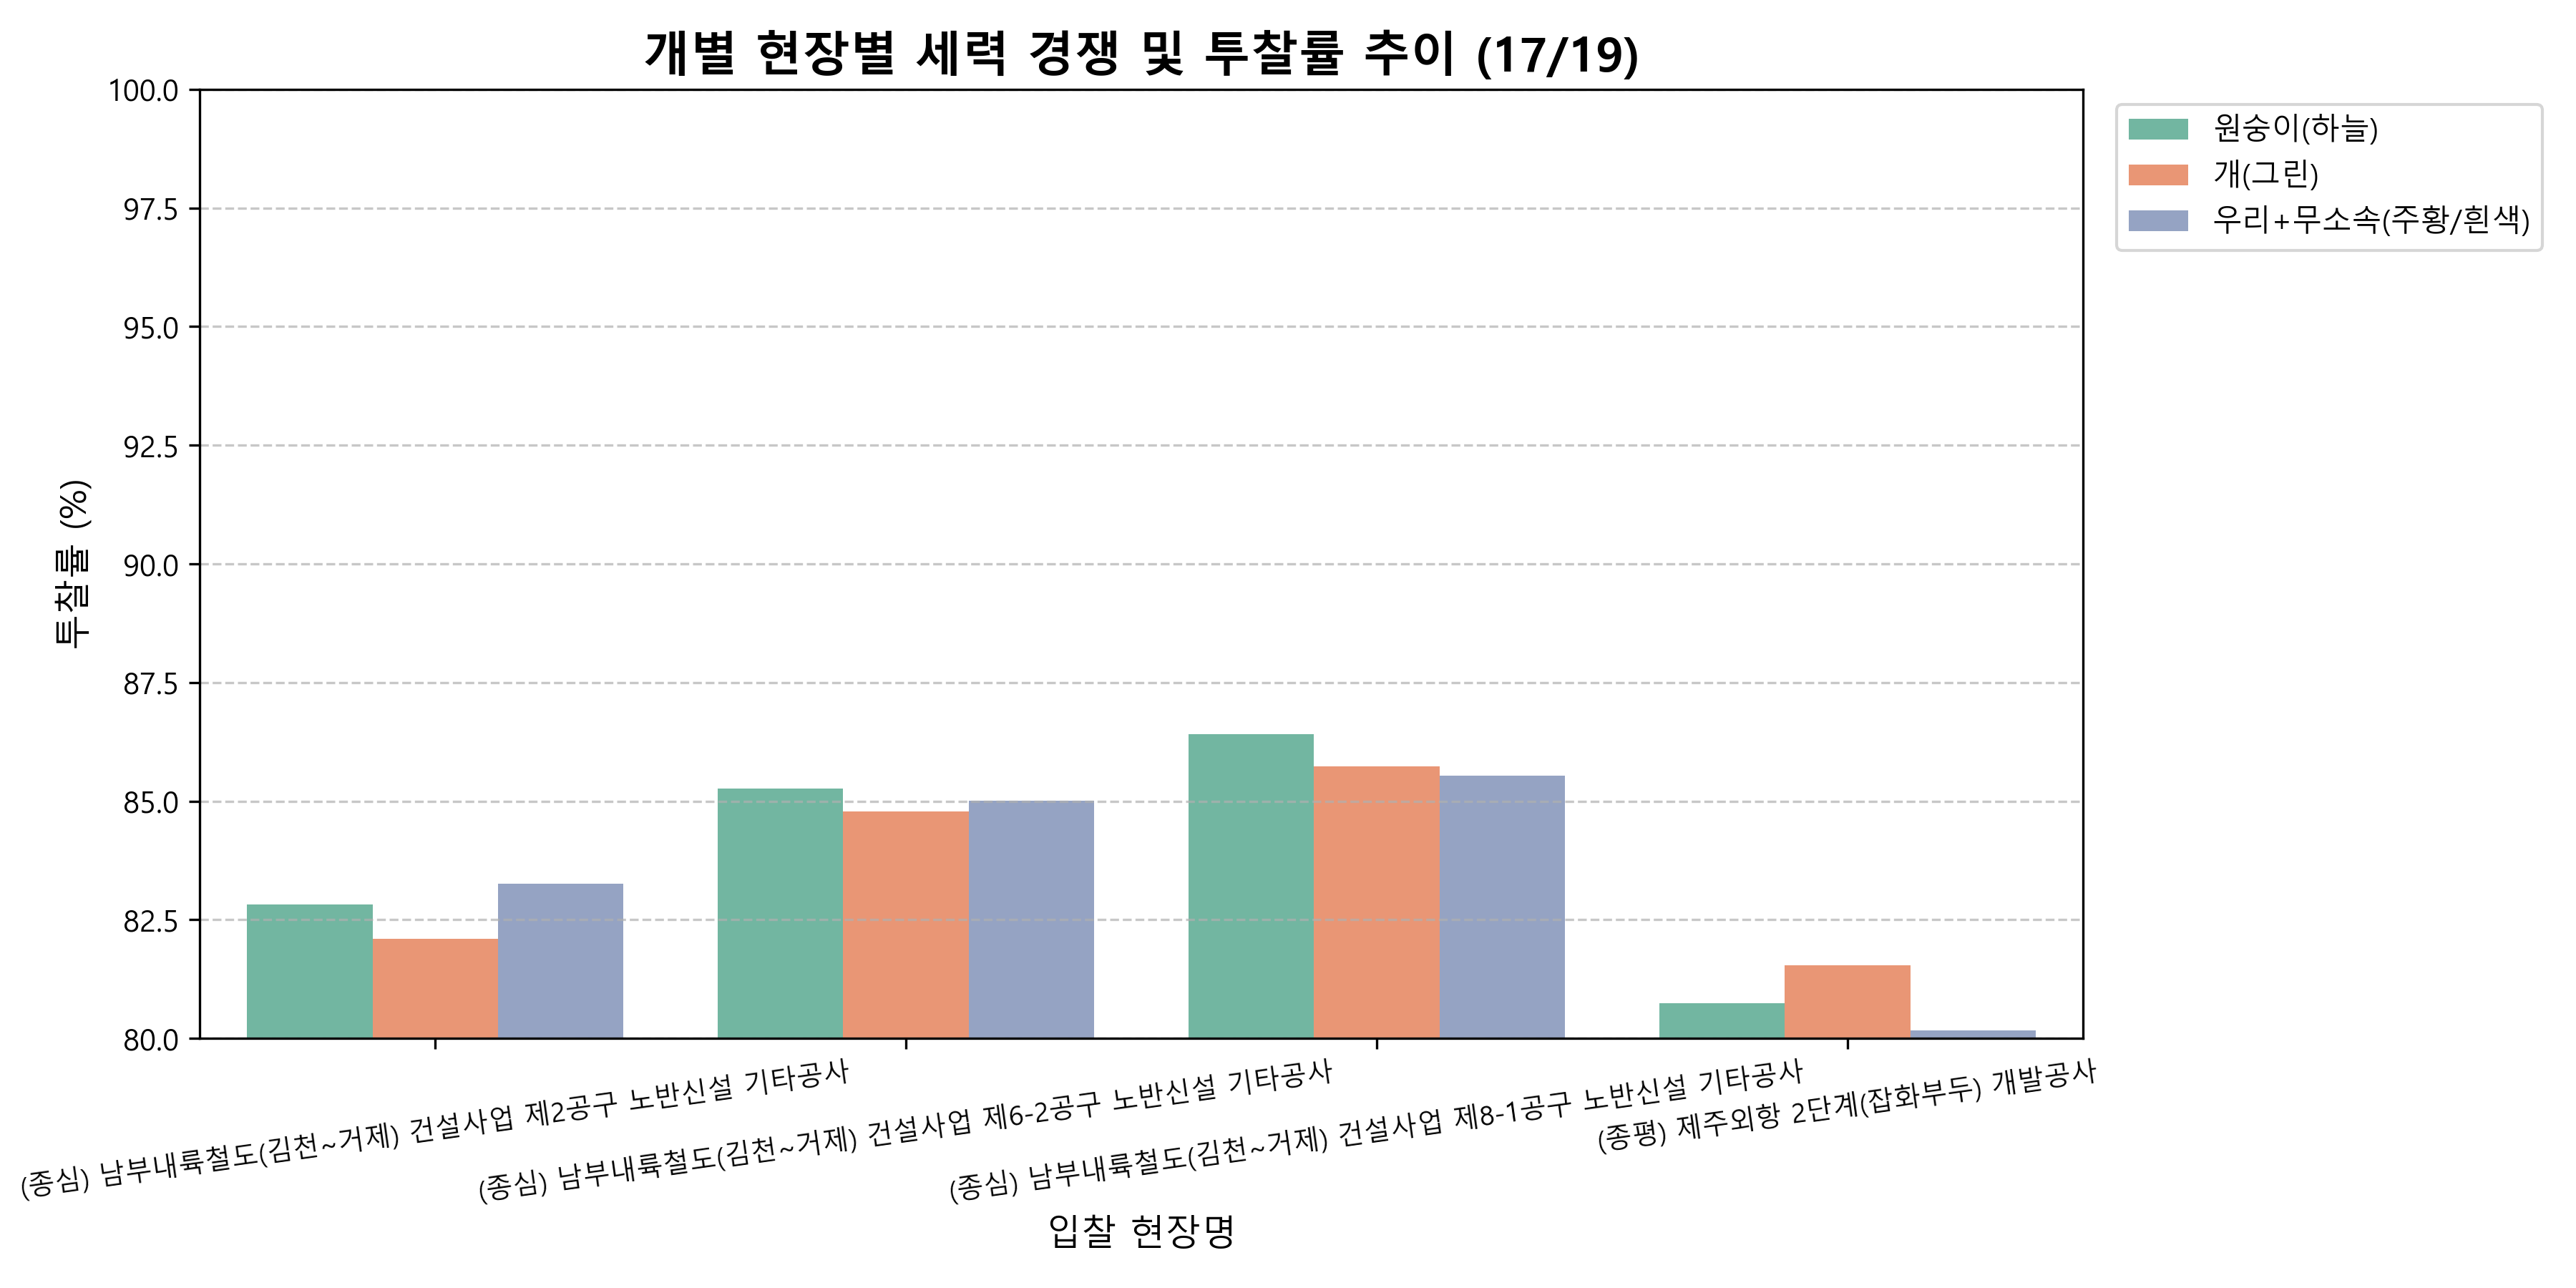 개별 현장별 세력 경쟁 및 투찰률 추이 (17/19)
원숭이(하늘)
개(그린)
우리+무소속(주황/흰색)
투찰률 (%)
100.0
97.5
95.0
92.5
90.0
87.5
85.0
82.5
80.0
(종심) 남부내륙철도(김천~거제) 건설사업 제2공구 노반신설 기타공사
(종심) 남부내륙철도(김천~거제) 건설사업 제6-2공구 노반신설 기타공사
(종심) 남부내륙철도(김천~거제) 건설사업 제8-1공구 노반신설 기타공사
(종평) 제주외항 2단계(잡화부두) 개발공사
입찰 현장명